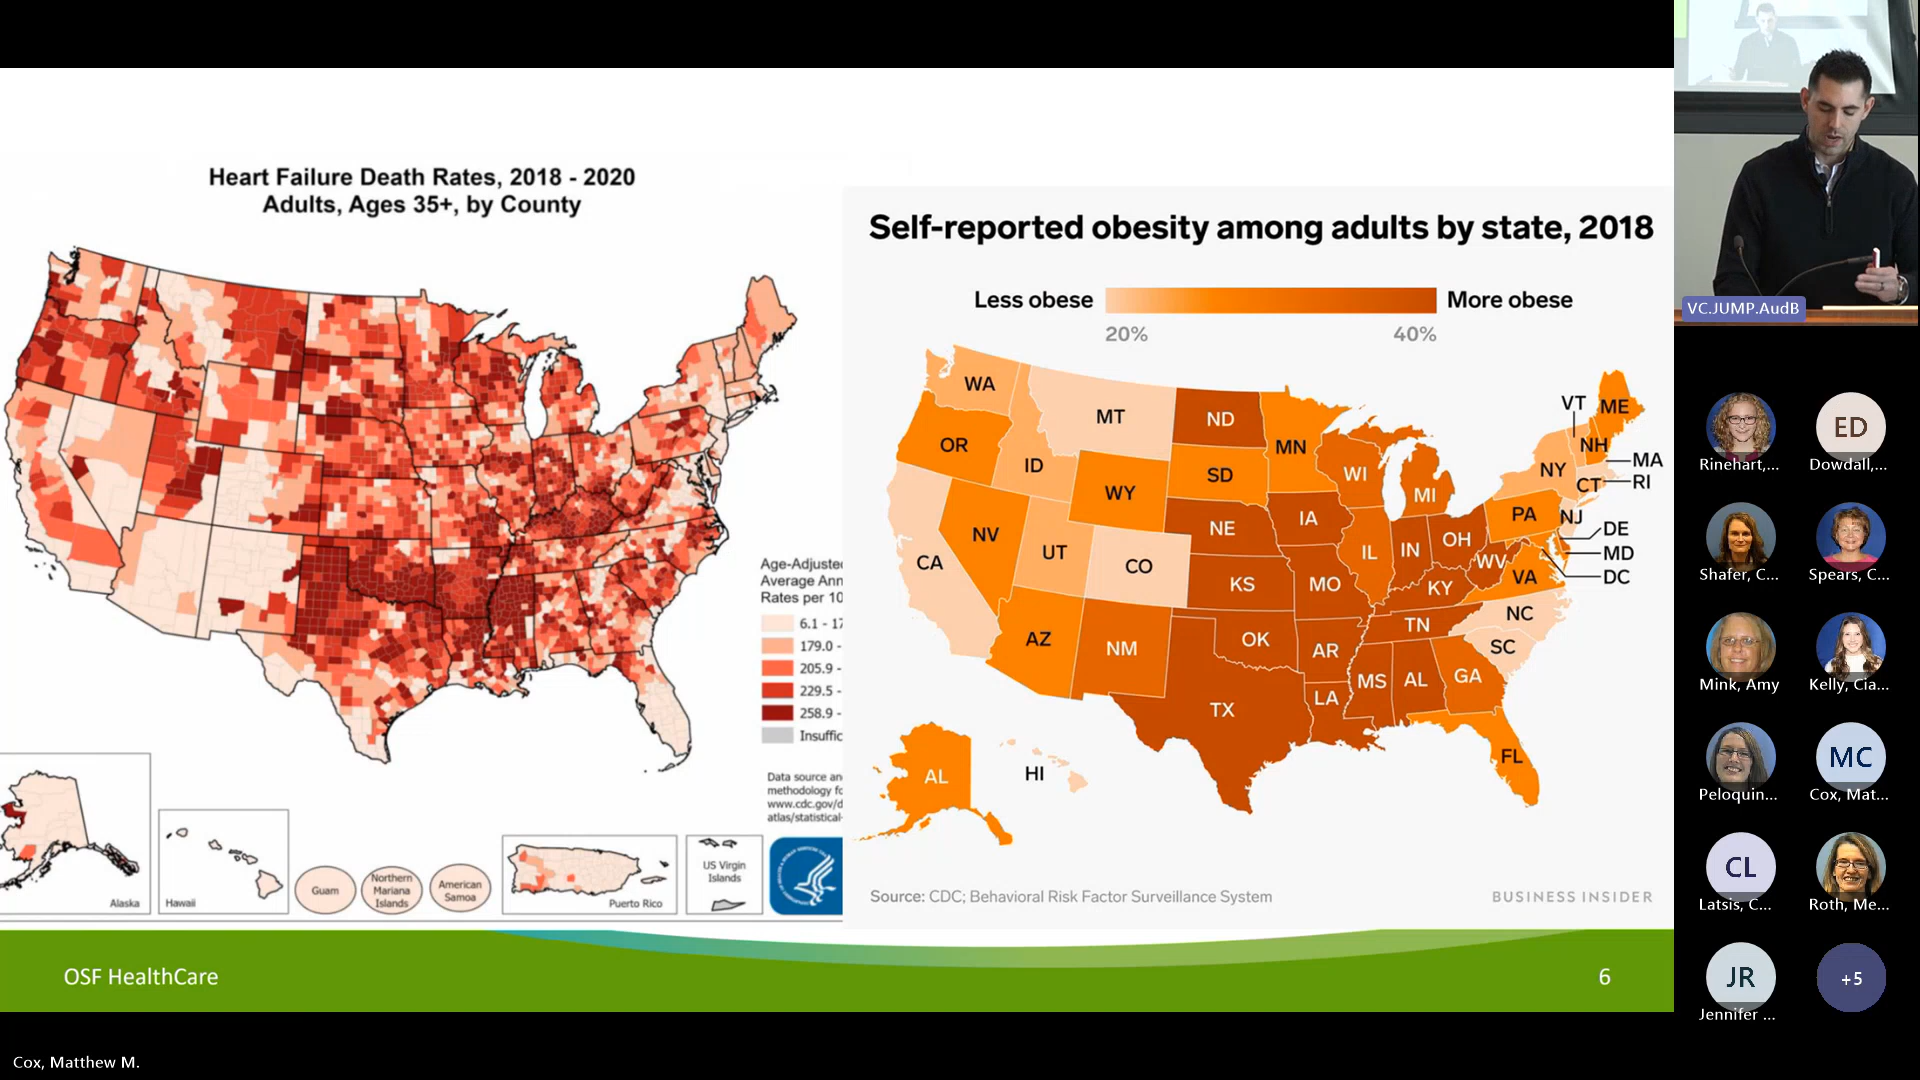 Heart Failure Death Rates, 2018 - 2020
Adults, Ages 35+, by County
Age-Adjuste
Average Ann
Rates per 10
6.1 - 17
179.0 -
205.9 -
229.5 -
258.9 -
Insuffic
Data source an
methodology fo
www.cdc.gov/d
atlas/statistical-
Alaska
Hawaii
Guam
Northern
Mariana
Islands
American
Samoa
Puerto Rico
US Virgin
Islands
Self-reported obesity among adults by state, 2018
Less obese
More obese
20%
40%
WA
MT
ND
MN
VT
ME
OR
ID
SD
WI
MI
NH
MA
NY
CT
RI
WY
NE
IA
PA
NJ
DE
NV
UT
CO
IL
IN
OH
WV
MD
CA
KS
MO
KY
VA
DC
AZ
NM
OK
AR
TN
NC
SC
TX
LA
MS
AL
GA
FL
AL
HI
Source: CDC; Behavioral Risk Factor Surveillance System
BUSINESS INSIDER
OSF HealthCare
6
Cox, Matthew M.
VC.JUMP.AudB
Rinehart,...
ED
Dowdall,...
Shafer, C...
Spears, C...
Mink, Amy
Kelly, Cia...
Peloquin...
MC
Cox, Mat...
CL
Latsis, C...
Roth, Me...
JR
Jennifer ...
+5